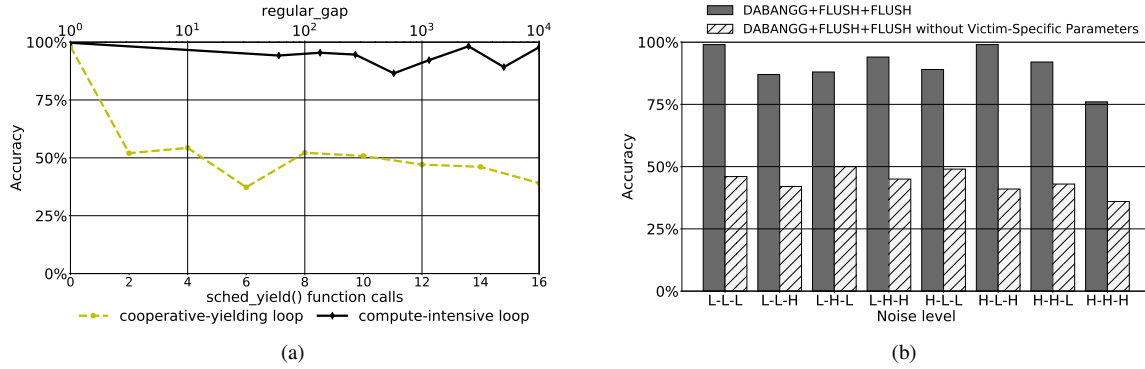 regular_gap
10^0 10^1 10^2 10^3 10^4
100%
75%
50%
25%
0%
Accuracy
0 2 4 6 8 10 12 14 16
sched_yield() function calls
cooperative-yielding loop compute-intensive loop
(a)
DABANGG+FLUSH+FLUSH
DABANGG+FLUSH+FLUSH without Victim-Specific Parameters
100%
75%
50%
25%
0%
Accuracy
L-L-L L-L-H L-H-L L-H-H H-L-L H-L-H H-H-L H-H-H
Noise level
(b)